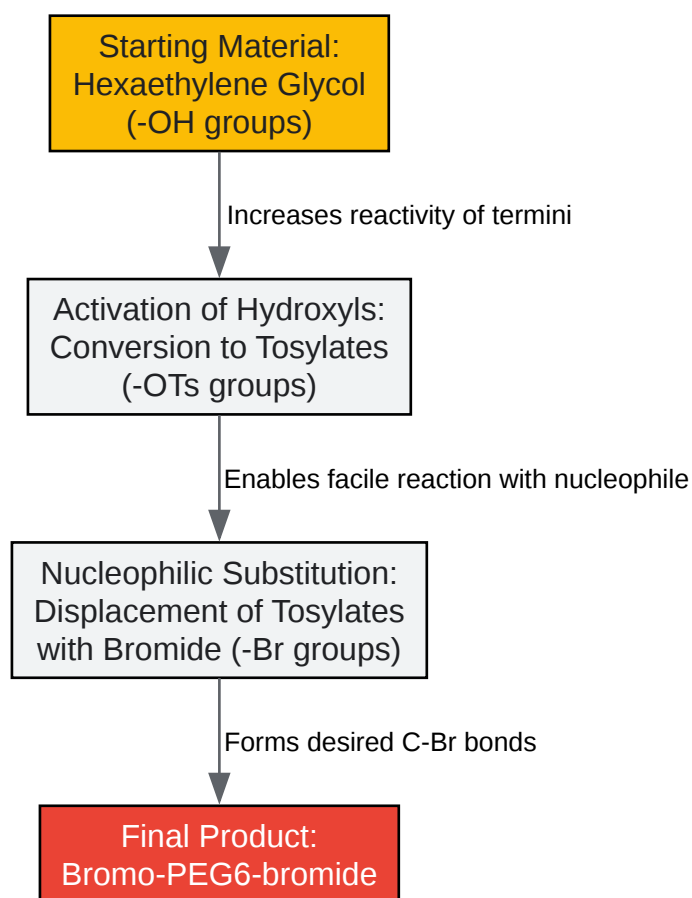 Starting Material:
Hexaethylene Glycol
(-OH groups)
Increases reactivity of termini
Activation of Hydroxyls:
Conversion to Tosylates
(-OTs groups)
Enables facile reaction with nucleophile
Nucleophilic Substitution:
Displacement of Tosylates
with Bromide (-Br groups)
Forms desired C-Br bonds
Final Product:
Bromo-PEG6-bromide